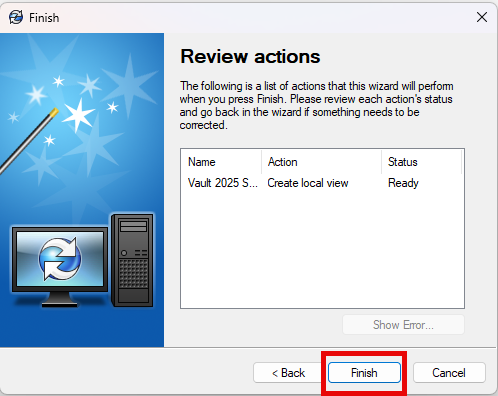 Finish
Review actions
The following is a list of actions that this wizard will perform
when you press Finish. Please review each action's status
and go back in the wizard if something needs to be
corrected.
Name Action Status
Vault 2025 S... Create local view Ready
Show Error...
< Back Finish Cancel